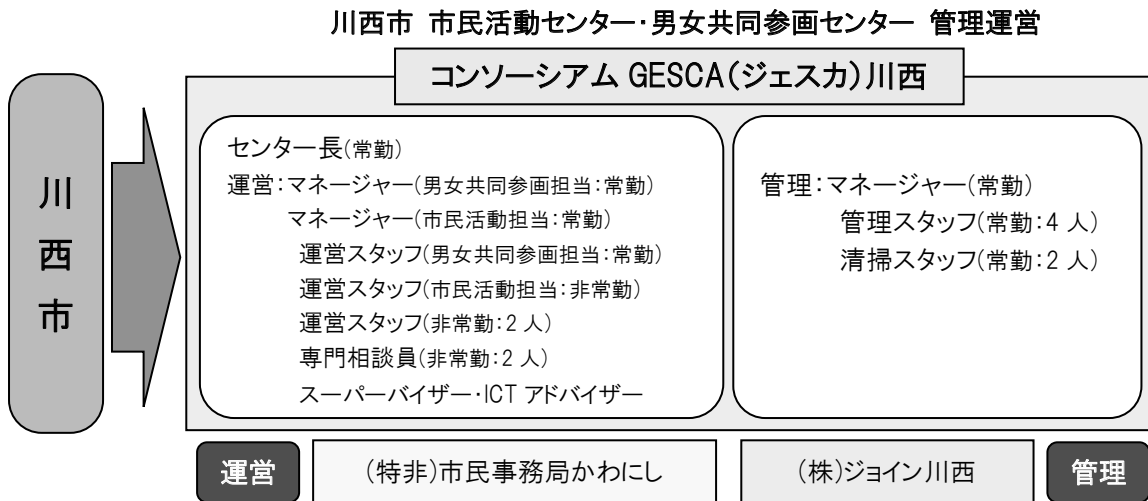 川西市 市民活動センター・男女共同参画センター 管理運営
コンソーシアム GESCA(ジェスカ)川西
川西市
センター長(常勤)
運営:マネージャー(男女共同参画担当:常勤)
マネージャー(市民活動担当:常勤)
運営スタッフ(男女共同参画担当:常勤)
運営スタッフ(市民活動担当:非常勤)
運営スタッフ(非常勤:2 人)
専門相談員(非常勤:2 人)
スーパーバイザー・ICT アドバイザー
管理:マネージャー(常勤)
管理スタッフ(常勤:4 人)
清掃スタッフ(常勤:2 人)
運営
(特非)市民事務局かわにし
(株)ジョイン川西
管理